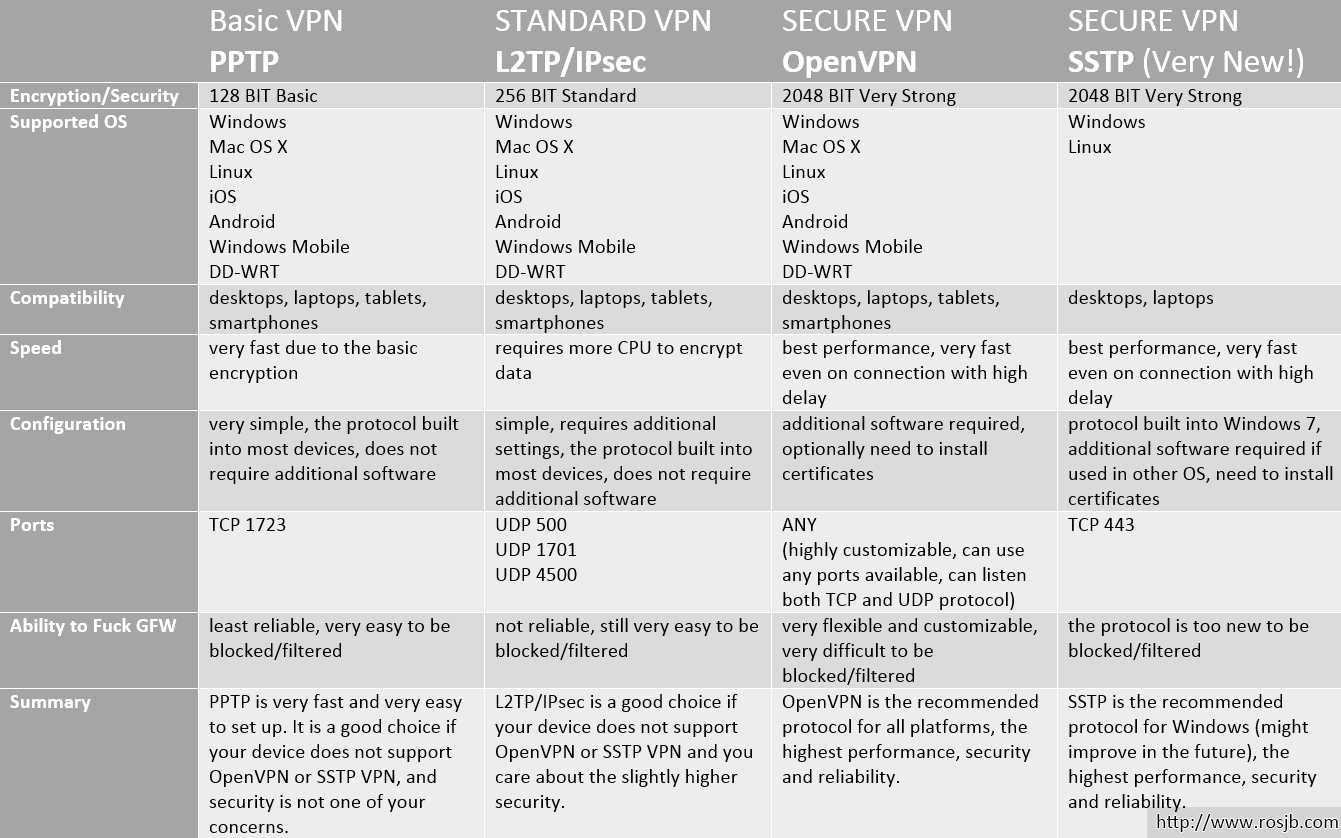 Basic VPN
PPTP
STANDARD VPN
L2TP/IPsec
SECURE VPN
OpenVPN
SECURE VPN
SSTP (Very New!)
Encryption/Security
128 BIT Basic
256 BIT Standard
2048 BIT Very Strong
2048 BIT Very Strong
Supported OS
Windows
Mac OS X
Linux
iOS
Android
Windows Mobile
DD-WRT
Windows
Mac OS X
Linux
iOS
Android
Windows Mobile
DD-WRT
Windows
Mac OS X
Linux
iOS
Android
Windows Mobile
DD-WRT
Windows
Linux
Compatibility
desktops, laptops, tablets,
smartphones
desktops, laptops, tablets,
smartphones
desktops, laptops, tablets,
smartphones
desktops, laptops
Speed
very fast due to the basic
encryption
requires more CPU to encrypt
data
best performance, very fast
even on connection with high
delay
best performance, very fast
even on connection with high
delay
Configuration
very simple, the protocol built
into most devices, does not
require additional software
simple, requires additional
settings, the protocol built into
most devices, does not require
additional software
additional software required,
optionally need to install
certificates
protocol built into Windows 7,
additional software required if
used in other OS, need to install
certificates
Ports
TCP 1723
UDP 500
UDP 1701
UDP 4500
ANY
(highly customizable, can use
any ports available, can listen
both TCP and UDP protocol)
TCP 443
Ability to Fuck GFW
least reliable, very easy to be
blocked/filtered
not reliable, still very easy to be
blocked/filtered
very flexible and customizable,
very difficult to be
blocked/filtered
the protocol is too new to be
blocked/filtered
Summary
PPTP is very fast and very easy
to set up. It is a good choice if
your device does not support
OpenVPN or SSTP VPN, and
security is not one of your
concerns.
L2TP/IPsec is a good choice if
your device does not support
OpenVPN or SSTP VPN and you
care about the slightly higher
security.
OpenVPN is the recommended
protocol for all platforms, the
highest performance, security
and reliability.
SSTP is the recommended
protocol for Windows (might
improve in the future), the
highest performance, security
and reliability.
http://www.rosjb.com